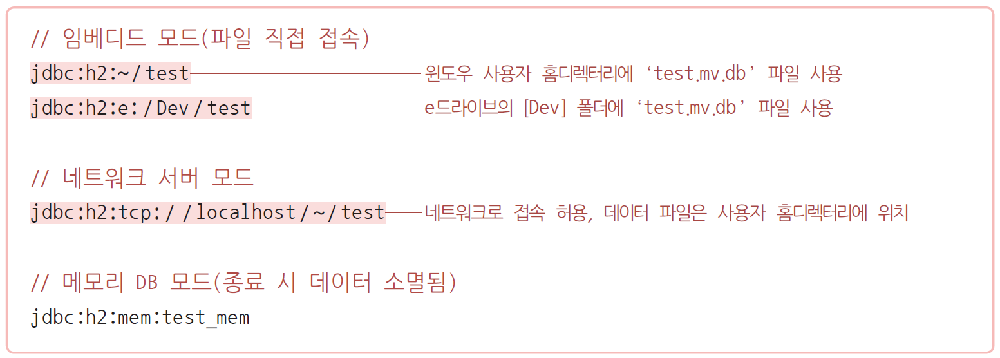 // 임베디드 모드(파일 직접 접속)
jdbc:h2:~/test 윈도우 사용자 홈디렉터리에 ‘test.mv.db’ 파일 사용
jdbc:h2:e:/Dev/test e드라이브의 [Dev] 폴더에 ‘test.mv.db’ 파일 사용
// 네트워크 서버 모드
jdbc:h2:tcp://localhost/~/test 네트워크로 접속 허용, 데이터 파일은 사용자 홈디렉터리에 위치
// 메모리 DB 모드(종료 시 데이터 소멸됨)
jdbc:h2:mem:test_mem